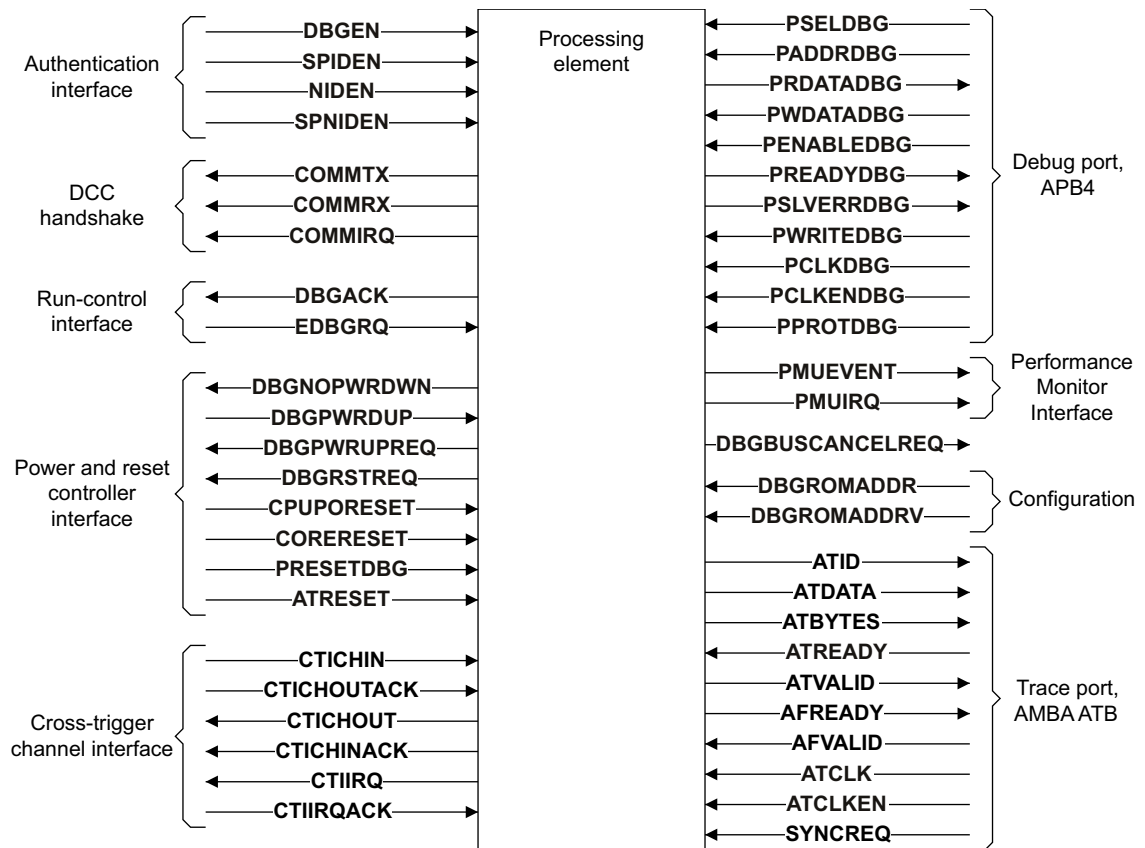 Processing
element
Authentication
interface
DBGEN
SPIDEN
NIDEN
SPNIDEN
DCC
handshake
COMMTX
COMMRX
COMMIRQ
Run-control
interface
DBGACK
EDBGRQ
Power and reset
controller
interface
DBGNOPWRDWN
DBGPWRDUP
DBGPWRUPREQ
DBGRSTREQ
CPUPORESET
CORERESET
PRESETDBG
ATRESET
Cross-trigger
channel interface
CTICHIN
CTICHOUTACK
CTICHOUT
CTICHINACK
CTIIRQ
CTIIRQACK
PSELDBG
PADDRDBG
PRDATADBG
PWDATADBG
PENABLEDBG
PREADYDBG
PSLVERRDBG
PWRITEDBG
PCLKDBG
PCLKENDBG
PPROTDBG
Debug port,
APB4
PMUEVENT
PMUIRQ
Performance
Monitor
Interface
DBGBUSCANCELREQ
DBGROMADDR
DBGROMADDRV
Configuration
ATID
ATDATA
ATBYTES
ATREADY
ATVALID
AFREADY
AFVALID
ATCLK
ATCLKEN
SYNCREQ
Trace port,
AMBA ATB